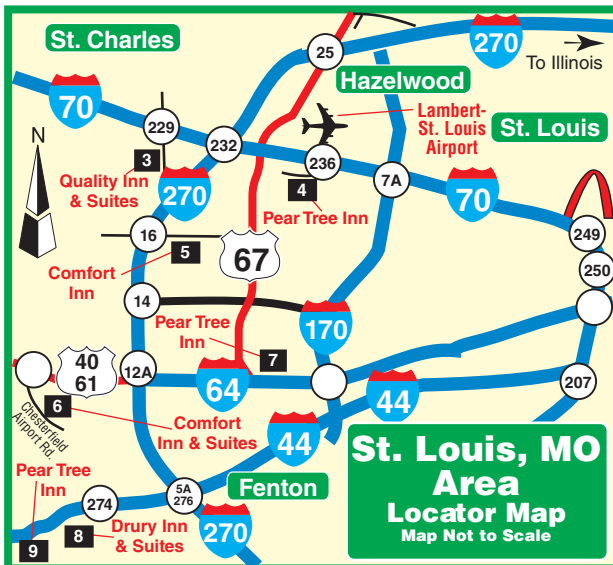 St. Charles
25
270
To Illinois
Hazelwood
70
Lambert-
St. Louis
Airport
St. Louis
N
229
232
236
7A
3
Quality Inn
& Suites
270
4
Pear Tree Inn
70
249
16
5
67
Comfort
Inn
250
14
170
Pear Tree
Inn
7
40
61
12A
64
44
207
6
Chesterfield
Airport Rd.
Comfort
Inn & Suites
44
Pear Tree
Inn
St. Louis, MO
Area
Locator Map
Map Not to Scale
5A
276
Fenton
274
8
Drury Inn
& Suites
270
9